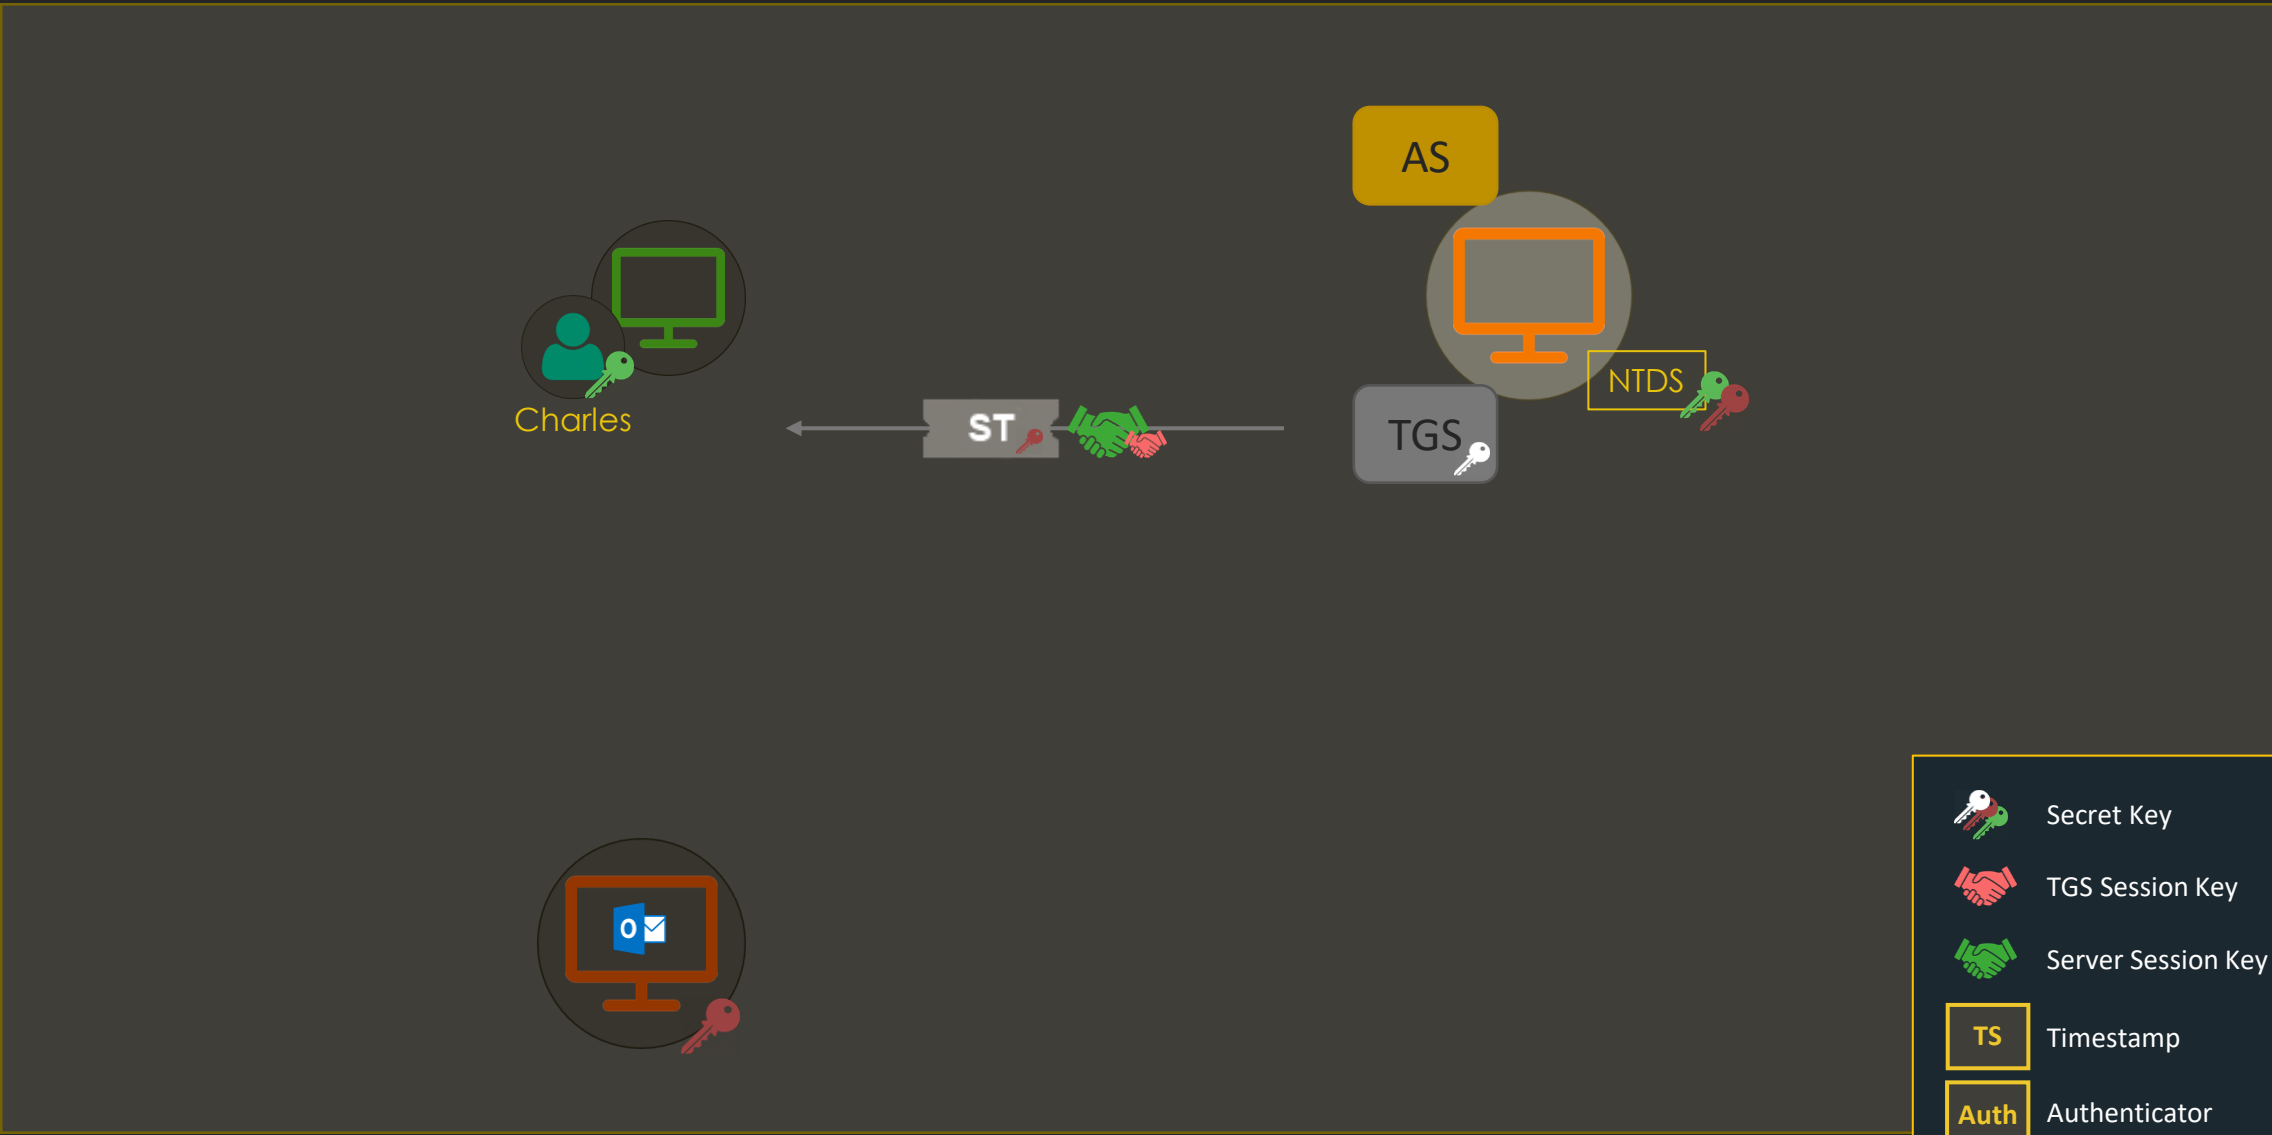 AS
NTDS
Charles
ST
TGS
O
Secret Key
TGS Session Key
Server Session Key
TS
Timestamp
Auth
Authenticator